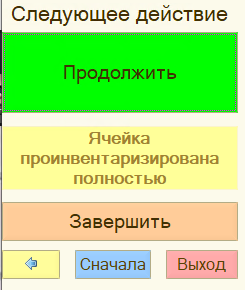 Следующее действие
Продолжить
Ячейка
проинвентаризирована
полностью
Завершить
Сначала
Выход